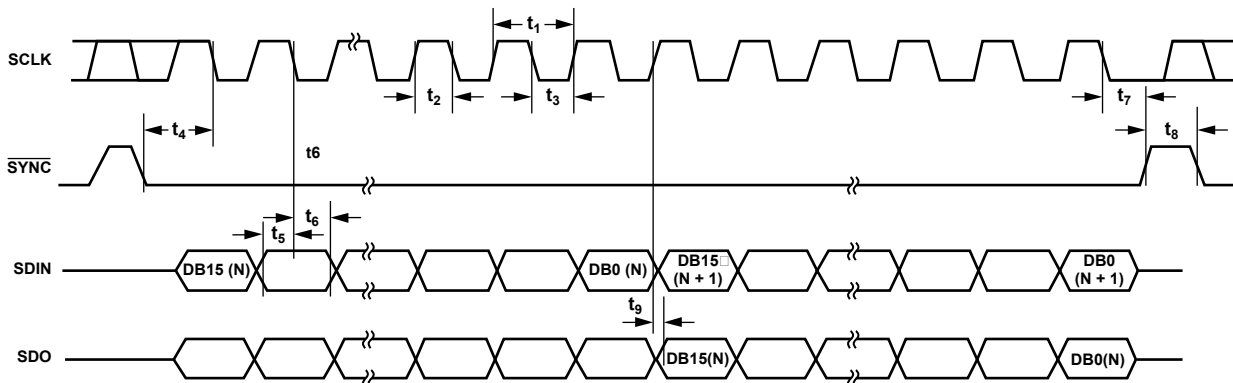 t1
SCLK
t2
t3
t7
t4
t8
SYNC
t6
t6
t5
SDIN
DB15 (N)
DB0 (N)
DB15□
(N + 1)
DB0
(N + 1)
t9
SDO
DB15(N)
DB0(N)